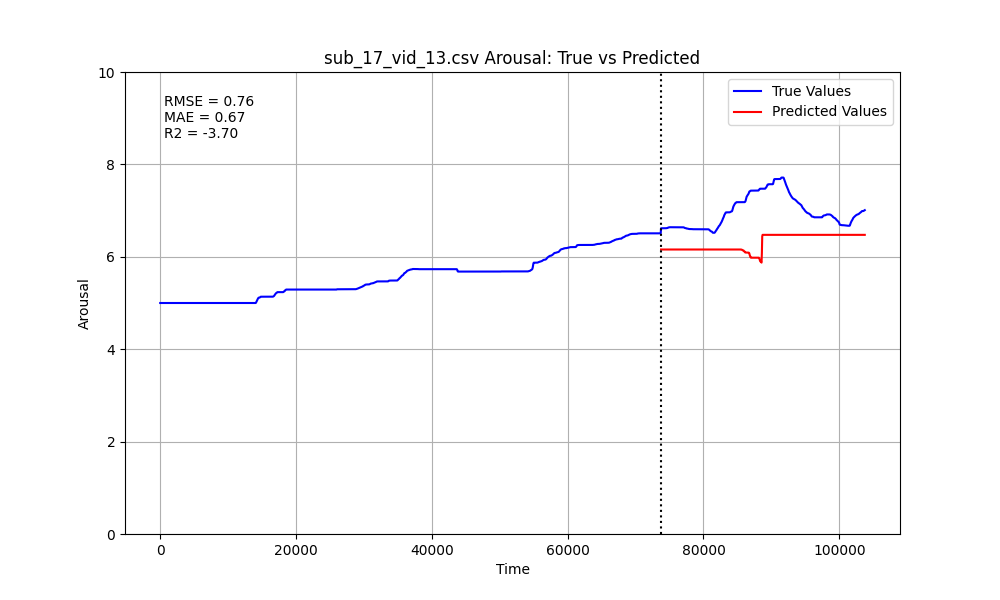 sub_17_vid_13.csv Arousal: True vs Predicted
RMSE = 0.76
MAE = 0.67
R2 = -3.70
True Values
Predicted Values
10
8
6
4
2
0
Arousal
0 20000 40000 60000 80000 100000
Time